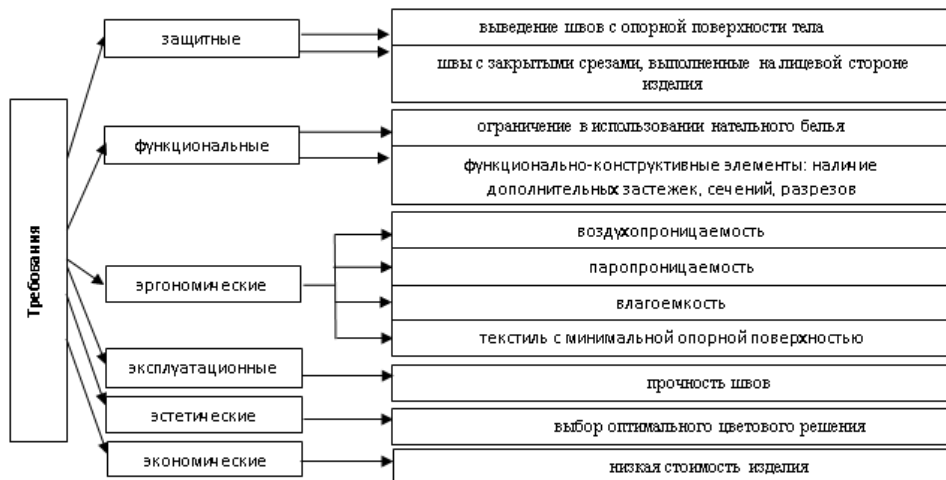 Требования
защитные
выведение швов с опорной поверхности тела
швы с закрытыми срезами, выполненные на лицевой стороне
изделия
функциональные
ограничение в использовании нательного белья
функционально-конструктивные элементы: наличие
дополнительных застежек, сечений, разрезов
эргономические
воздухопроницаемость
паропроницаемость
влагоемкость
текстиль с минимальной опорной поверхностью
эксплуатационные
прочность швов
эстетические
выбор оптимального цветового решения
экономические
низкая стоимость изделия